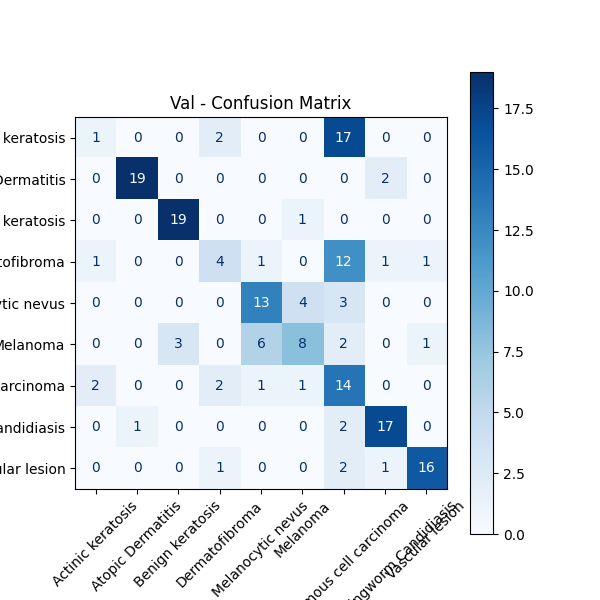 Val - Confusion Matrix
keratosis 1 0 0 2 0 0 17 0 0
Dermatitis 0 19 0 0 0 0 0 2 0
keratosis 0 0 19 0 0 1 0 0 0
tofibroma 1 0 0 4 1 0 12 1 1
ytic nevus 0 0 0 0 13 4 3 0 0
Melanoma 0 0 3 0 6 8 2 0 1
arcinoma 2 0 0 2 1 1 14 0 0
andidiasis 0 1 0 0 0 0 2 17 0
ular lesion 0 0 0 1 0 0 2 1 16
Actinic keratosis
Atopic Dermatitis
Benign keratosis
Dermatofibroma
Melanocytic nevus
Melanoma
mous cell carcinoma
ngworm Candidiasis
Vascular lesion
17.5
15.0
12.5
10.0
7.5
5.0
2.5
0.0